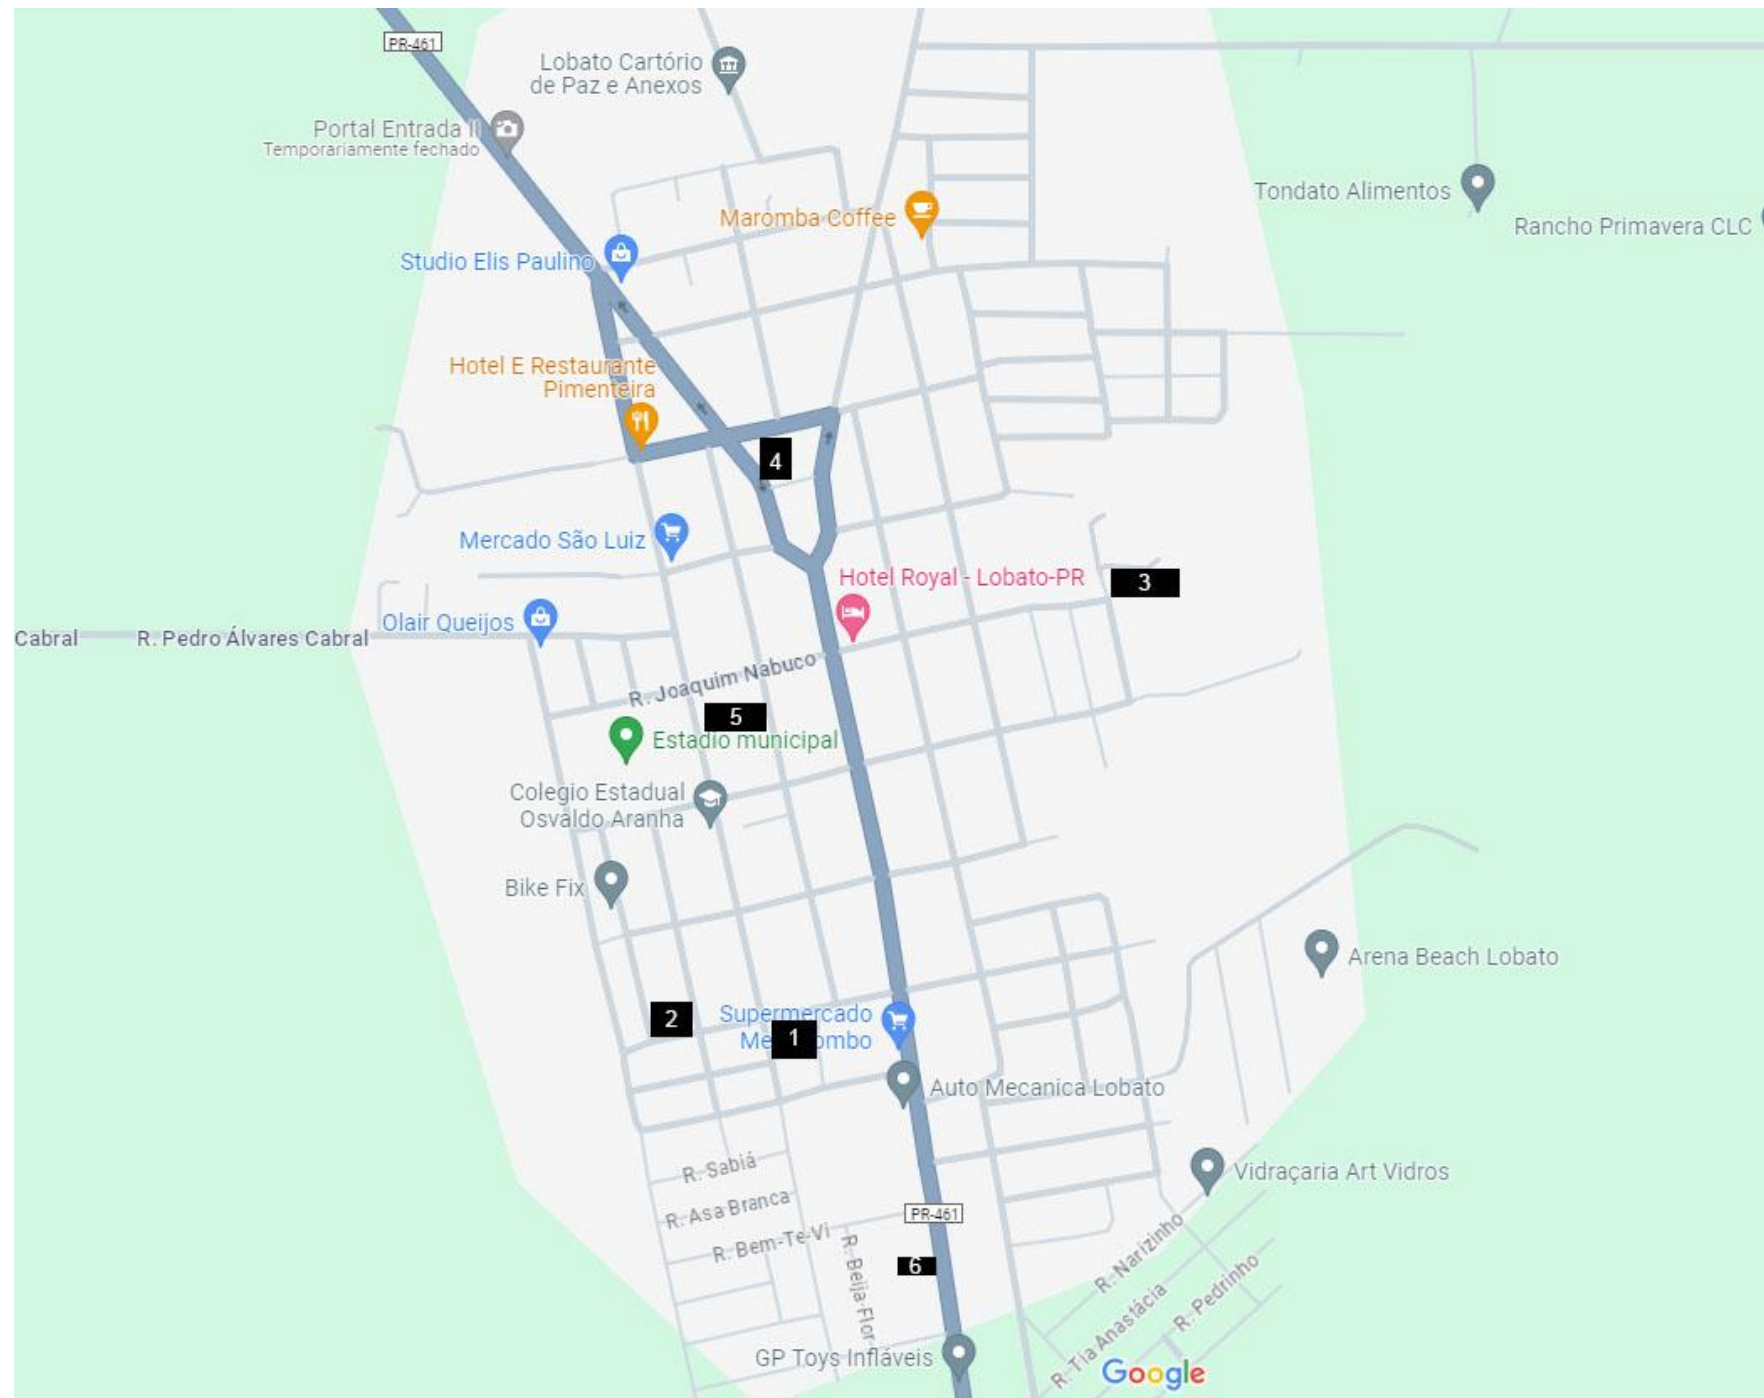 PR-461
Lobato Cartório
de Paz e Anexos
Portal Entrada II
Temporariamente fechado
Tondato Alimentos
Maromba Coffee
Rancho Primavera CLC
Studio Elis Paulino
Hotel E Restaurante
Pimenteira
4
Mercado São Luiz
Hotel Royal - Lobato-PR
3
Olair Queijos
Cabral
R. Pedro Álvares Cabral
R. Joaquim Nabuco
5
Estadio municipal
Colegio Estadual
Osvaldo Aranha
Bike Fix
Arena Beach Lobato
2
Supermercado
1
Auto Mecanica Lobato
R. Sabiá
Vidraçaria Art Vidros
R. Asa Branca
PR-461
R. Bem-Te-Vi
R. Beija-Flor
R. Narizinho
6
R. Pedrinho
R. Tia Anastácia
GP Toys Infláveis
Google